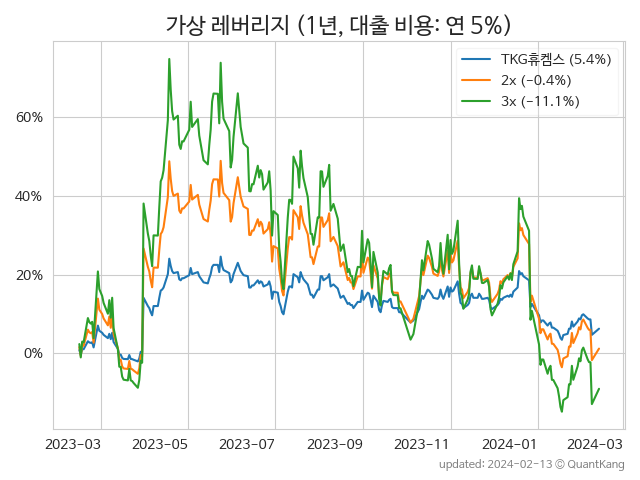 가상 레버리지 (1년, 대출 비용: 연 5%)
TKG휴켐스 (5.4%)
2x (−0.4%)
3x (−11.1%)
60%
40%
20%
0%
2023−03 2023−05 2023−07 2023−09 2023−11 2024−01 2024−03
updated: 2024-02-13 ⓒ QuantKang